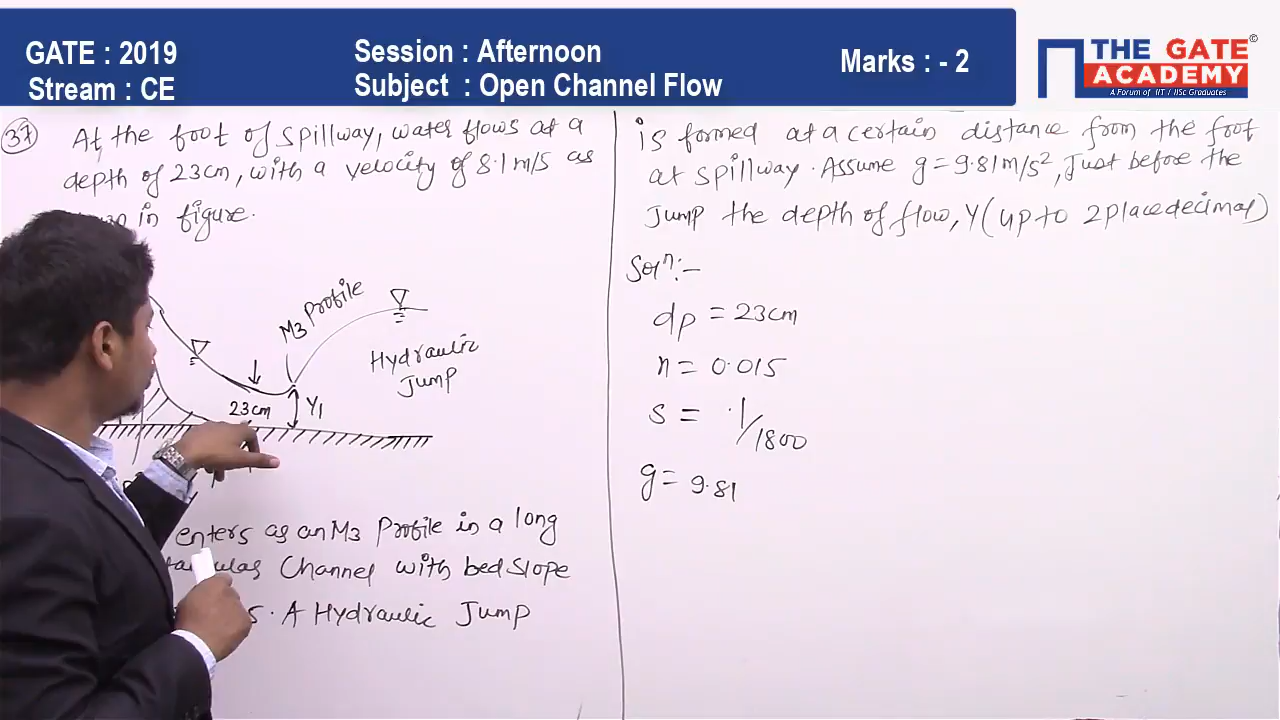 GATE : 2019
Stream : CE
Session : Afternoon
Subject : Open Channel Flow
Marks : - 2
THE GATE
ACADEMY
©
A Forum of IIT / IISc Graduates
37 At the foot of spillway, water flows at a
depth of 23cm, with a velocity of 8.1 m/s as
in figure.
M3 Profile
Hydraulic
Jump
23cm
Y1
enters as an M3 Profile in a long
Channel with bed slope
. A Hydraulic Jump
is formed at a certain distance from the foot
at spillway. Assume g = 9.81 m/s², Just before the
Jump the depth of flow, Y (up to 2 place decimal)
Solⁿ:-
dp = 23cm
n = 0.015
S = 1/1800
g = 9.81